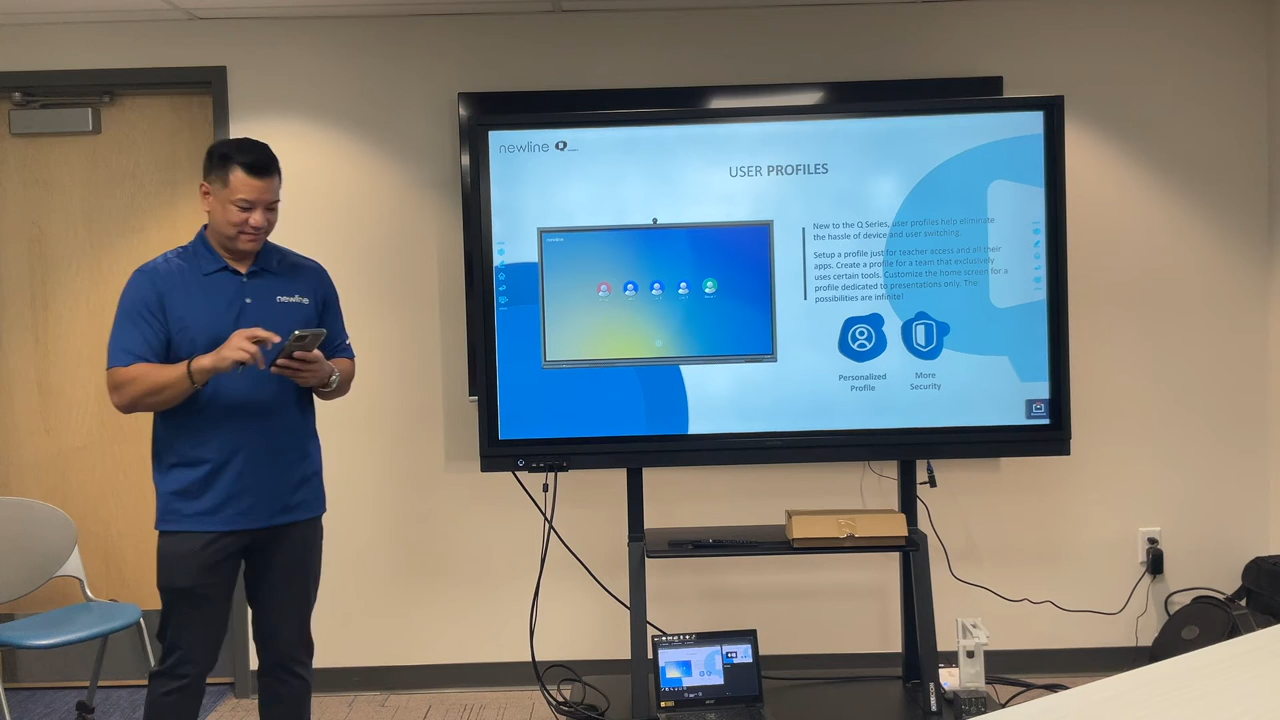 newline Q
USER PROFILES
newline
New to the Q Series, user profiles help eliminate
the hassle of device and user switching.
Setup a profile just for teacher access and all their
apps. Create a profile for a team that exclusively
uses certain tools. Customize the home screen for a
profile dedicated to presentations only. The
possibilities are infinite!
Personalized
Profile
More
Security
newline